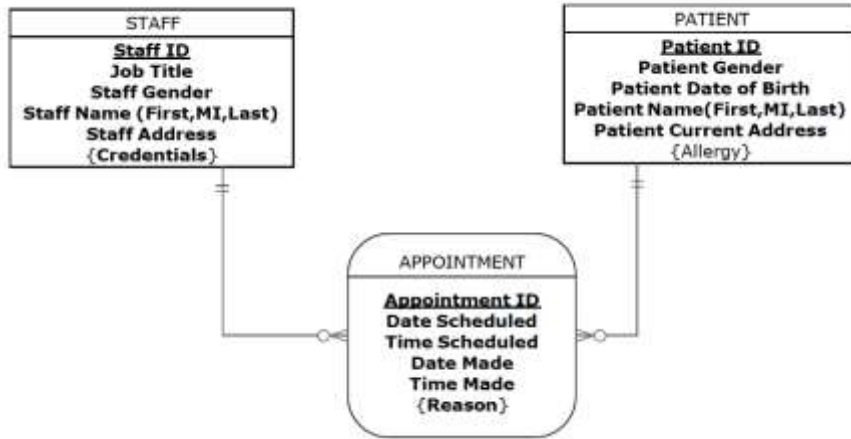 STAFF
Staff ID
Job Title
Staff Gender
Staff Name (First,MI,Last)
Staff Address
{Credentials}
PATIENT
Patient ID
Patient Gender
Patient Date of Birth
Patient Name(First,MI,Last)
Patient Current Address
{Allergy}
APPOINTMENT
Appointment ID
Date Scheduled
Time Scheduled
Date Made
Time Made
{Reason}